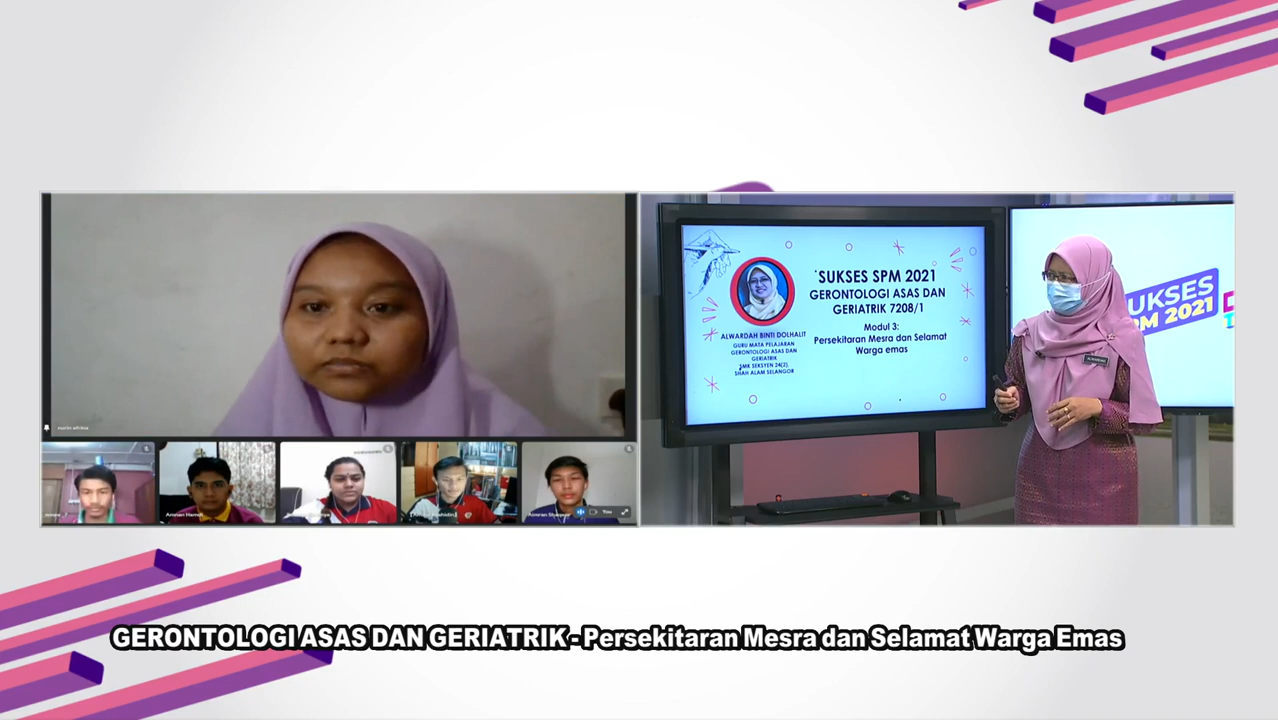 SUKSES SPM 2021
GERONTOLOGI ASAS DAN
GERIATRIK 7208/1
Modul 3:
Persekitaran Mesra dan Selamat
Warga emas
ALWARDAH BINTI DOLHALIT
GURU MATA PELAJARAN
GERONTOLOGI ASAS DAN
GERIATRIK
SMK SEKSYEN 24(2)
SHAH ALAM SELANGOR
UKSES
PM 2021
You
GERONTOLOGI ASAS DAN GERIATRIK - Persekitaran Mesra dan Selamat Warga Emas